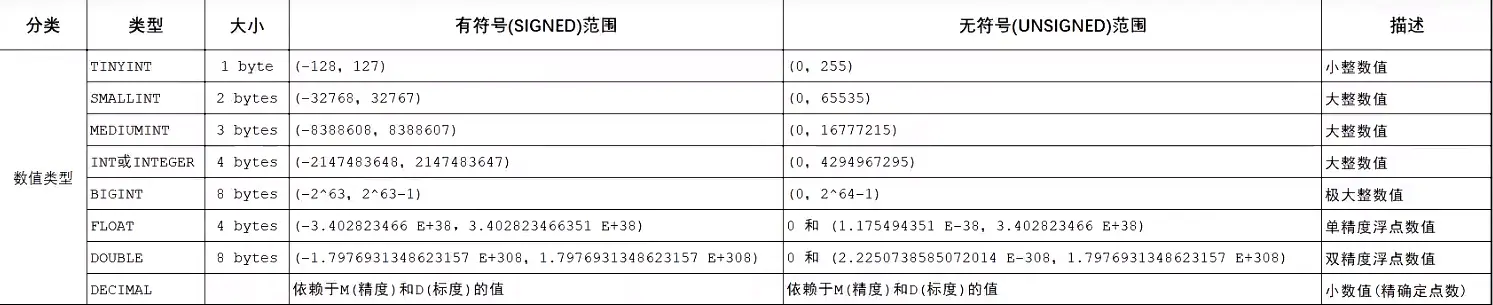 分类 类型 大小 有符号(SIGNED)范围 无符号(UNSIGNED)范围 描述
TINYINT 1 byte (-128, 127) (0, 255) 小整数值
SMALLINT 2 bytes (-32768, 32767) (0, 65535) 大整数值
MEDIUMINT 3 bytes (-8388608, 8388607) (0, 16777215) 大整数值
INT或INTEGER 4 bytes (-2147483648, 2147483647) (0, 4294967295) 大整数值
数值类型
BIGINT 8 bytes (-2^63, 2^63-1) (0, 2^64-1) 极大整数值
FLOAT 4 bytes (-3.402823466 E+38, 3.402823466351 E+38) 0 和 (1.175494351 E-38, 3.402823466 E+38) 单精度浮点数值
DOUBLE 8 bytes (-1.7976931348623157 E+308, 1.7976931348623157 E+308) 0 和 (2.2250738585072014 E-308, 1.7976931348623157 E+308) 双精度浮点数值
DECIMAL 依赖于M(精度)和D(标度)的值 依赖于M(精度)和D(标度)的值 小数值(精确定点数)